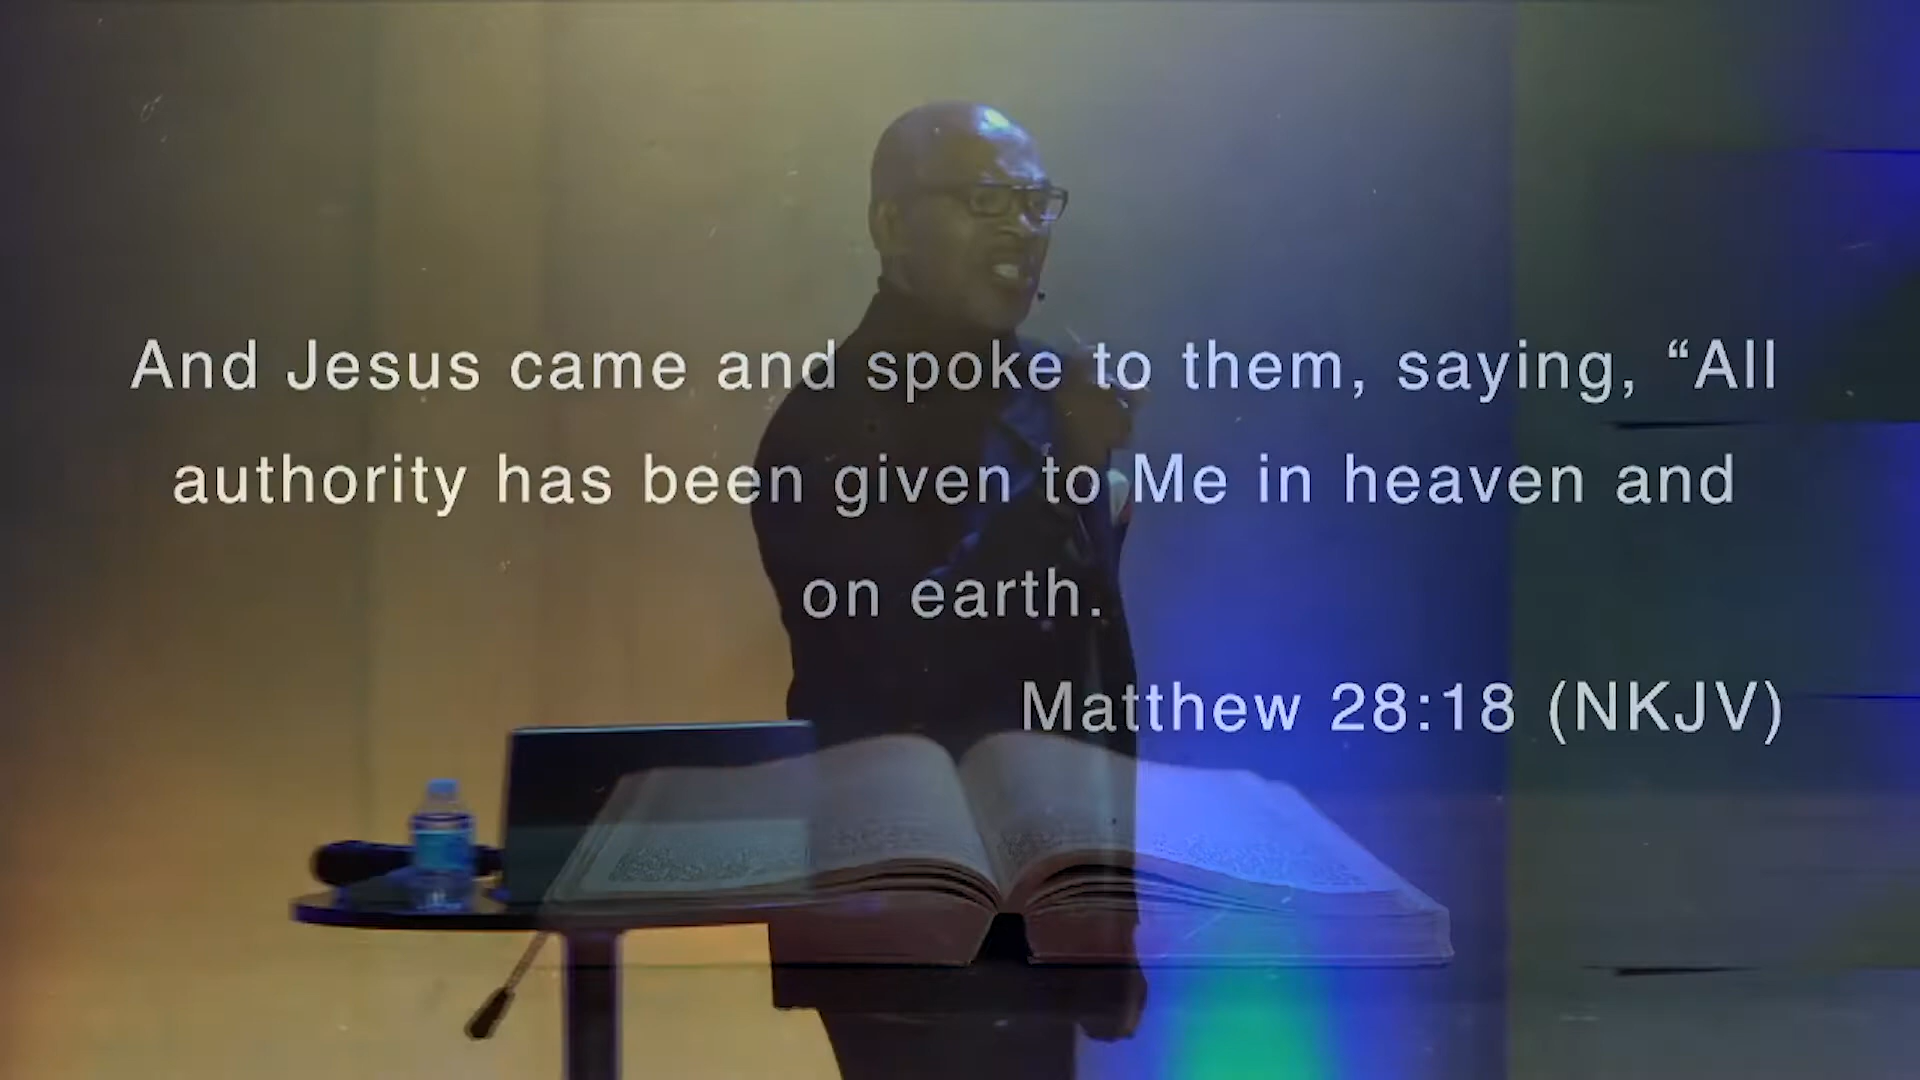 And Jesus came and spoke to them, saying, “All
authority has been given to Me in heaven and
on earth.
Matthew 28:18 (NKJV)